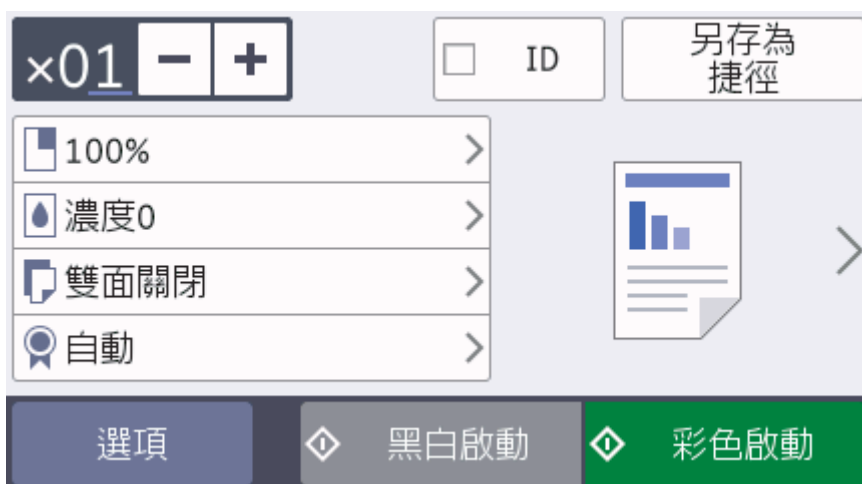 ×01 − +
ID
另存為
捷徑
100%
濃度0
雙面關閉
自動
選項
黑白啟動
彩色啟動